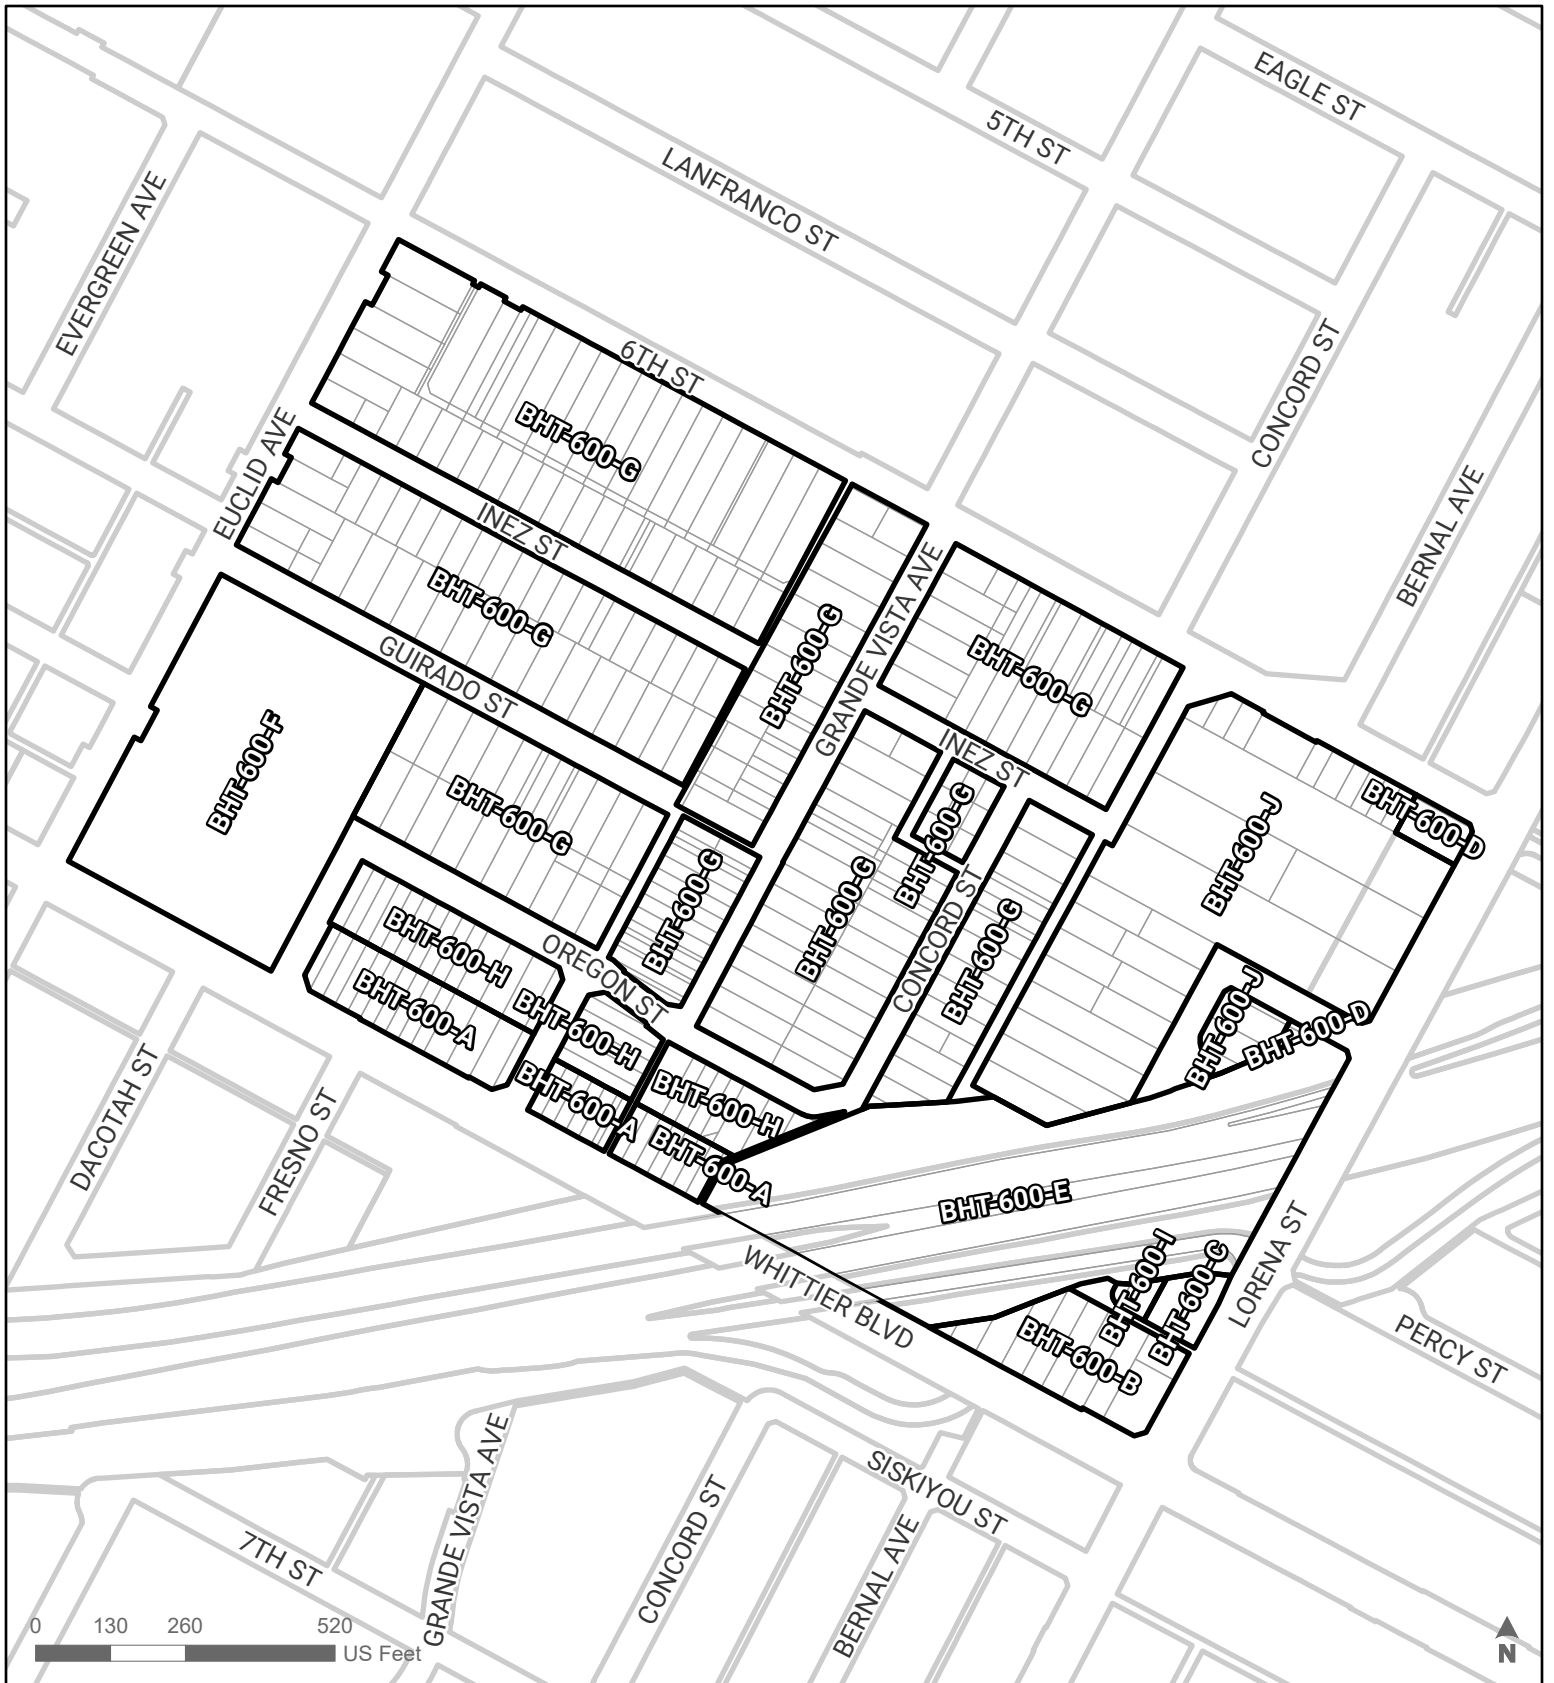 EAGLE ST
5TH ST
LANFRANCO ST
EVERGREEN AVE
CONCORD ST
6TH ST
BHT-600-G
EUCLID AVE
BERNAL AVE
INEZ ST
BHT-600-G
GRANDE VISTA AVE
BHT-600-G
BHT-600-G
GUIRADO ST
BHT-600-F
INEZ ST
BHT-600-G
BHT-600-G
BHT-600-J
BHT-600-D
BHT-600-G
BHT-600-G
CONCORD ST
BHT-600-G
BHT-600-H
OREGON ST
BHT-600-A
BHT-600-H
BHT-600-J
BHT-600-D
BHT-600-A
BHT-600-H
DACOTAH ST
FRESNO ST
BHT-600-A
BHT-600-E
BHT-600-I
BHT-600-C
LORENA ST
WHITTIER BLVD
BHT-600-B
PERCY ST
GRANDE VISTA AVE
SISKIYOU ST
CONCORD ST
BERNAL AVE
7TH ST
0 130 260 520
US Feet
N